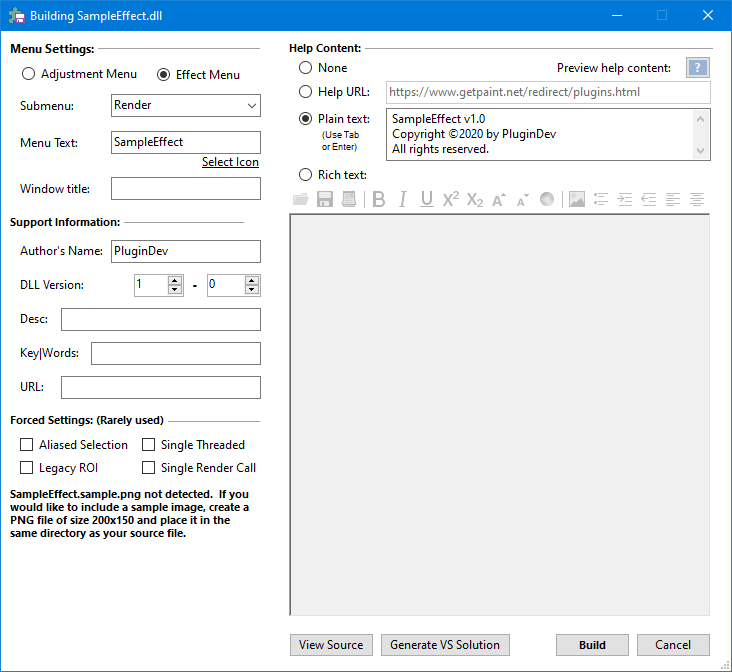 Building SampleEffect.dll
Menu Settings:
Adjustment Menu
Effect Menu
Submenu:
Render
Menu Text:
SampleEffect
Select Icon
Window title:
Support Information:
Author's Name:
PluginDev
DLL Version:
1
-
0
Desc:
Key|Words:
URL:
Forced Settings: (Rarely used)
Aliased Selection
Single Threaded
Legacy ROI
Single Render Call
SampleEffect.sample.png not detected. If you
would like to include a sample image, create a
PNG file of size 200x150 and place it in the
same directory as your source file.
Help Content:
None
Preview help content:
?
Help URL:
https://www.getpaint.net/redirect/plugins.html
Plain text:
(Use Tab
or Enter)
SampleEffect v1.0
Copyright ©2020 by PluginDev
All rights reserved.
Rich text:
B I U X² X₂ A A
View Source
Generate VS Solution
Build
Cancel